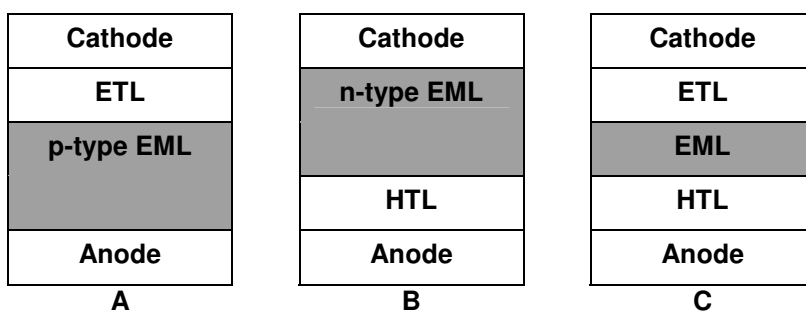 Cathode
ETL
p-type EML
Anode
A
Cathode
n-type EML
HTL
Anode
B
Cathode
ETL
EML
HTL
Anode
C